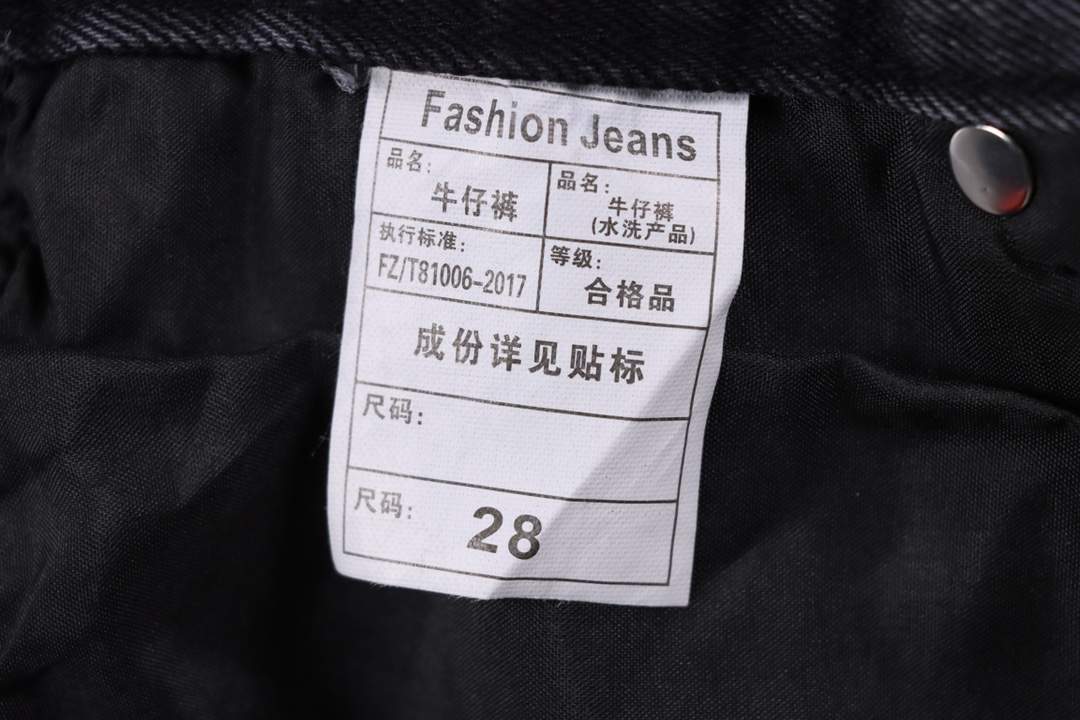 Fashion Jeans
品名:
牛仔裤
品名:
牛仔裤
(水洗产品)
执行标准:
FZ/T81006-2017
等级:
合格品
成份详见贴标
尺码:
尺码:
28